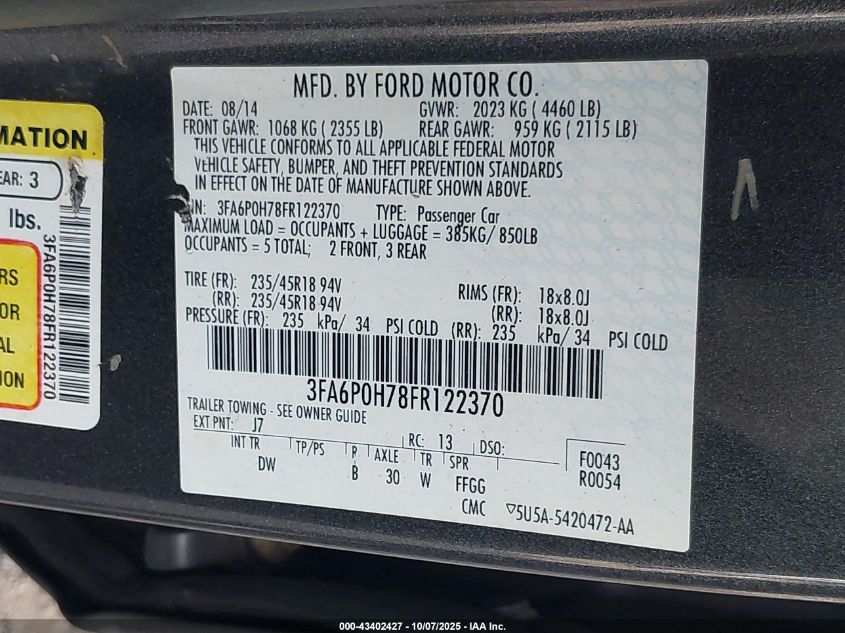 MATION
EAR: 3
lbs.
RS
OR
AL
ION
3FA6P0H78FR122370
MFD. BY FORD MOTOR CO.
DATE: 08/14 GVWR: 2023 KG ( 4460 LB)
FRONT GAWR: 1068 KG ( 2355 LB) REAR GAWR: 959 KG ( 2115 LB)
THIS VEHICLE CONFORMS TO ALL APPLICABLE FEDERAL MOTOR
VEHICLE SAFETY, BUMPER, AND THEFT PREVENTION STANDARDS
IN EFFECT ON THE DATE OF MANUFACTURE SHOWN ABOVE.
IN: 3FA6P0H78FR122370 TYPE: Passenger Car
MAXIMUM LOAD = OCCUPANTS + LUGGAGE = 385KG/ 850LB
OCCUPANTS = 5 TOTAL; 2 FRONT, 3 REAR
TIRE (FR): 235/45R18 94V RIMS (FR): 18x8.0J
(RR): 235/45R18 94V (RR): 18x8.0J
PRESSURE (FR): 235 kPa/ 34 PSI COLD (RR): 235 kPa/ 34 PSI COLD
3FA6P0H78FR122370
TRAILER TOWING - SEE OWNER GUIDE
EXT PNT: J7 RC: 13 DSO:
INT TR TP/PS R AXLE TR SPR F0043
DW B 30 W FFGG R0054
CMC 5U5A-5420472-AA
000-43402427 - 10/07/2025 - IAA Inc.